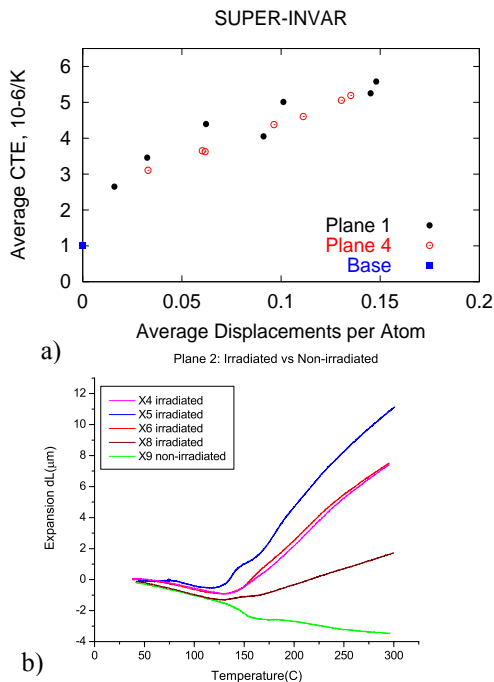 SUPER-INVAR
6
5
4
3
2
1
0
Average CTE, 10-6/K
Plane 1
Plane 4
Base
0
0.05
0.1
0.15
0.2
Average Displacements per Atom
a)
Plane 2: Irradiated vs Non-irradiated
12
10
8
6
4
2
0
-2
-4
Expansion dL(μm)
X4 irradiated
X5 irradiated
X6 irradiated
X8 irradiated
X9 non-irradiated
0
50
100
150
200
250
300
350
Temperature(C)
b)